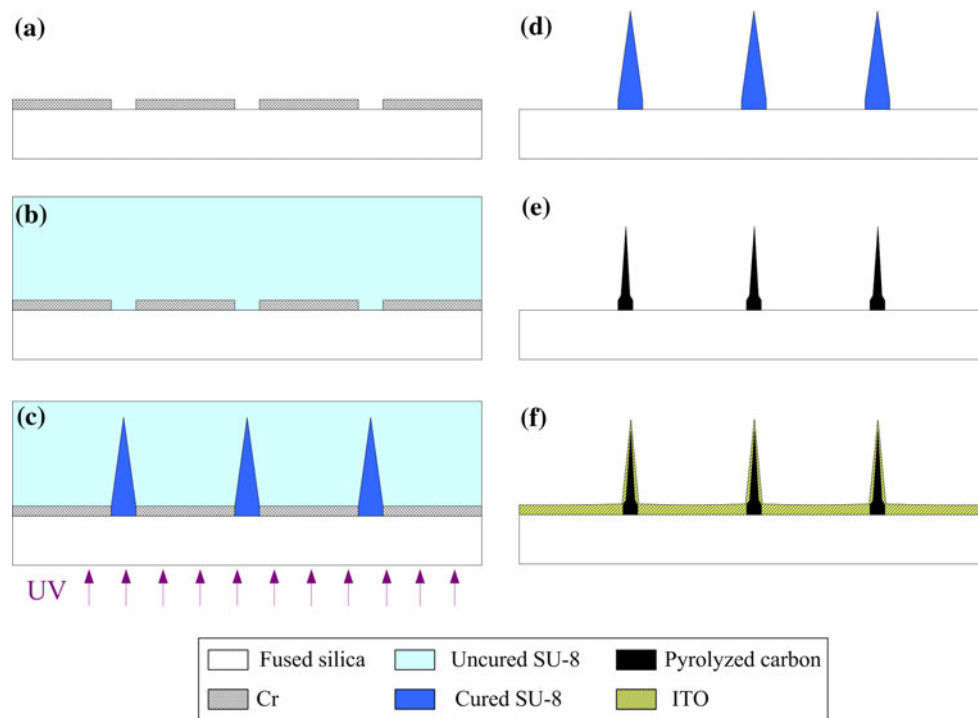 (a)
(b)
(c)
UV
(d)
(e)
(f)
Fused silica
Uncured SU-8
Pyrolyzed carbon
Cr
Cured SU-8
ITO